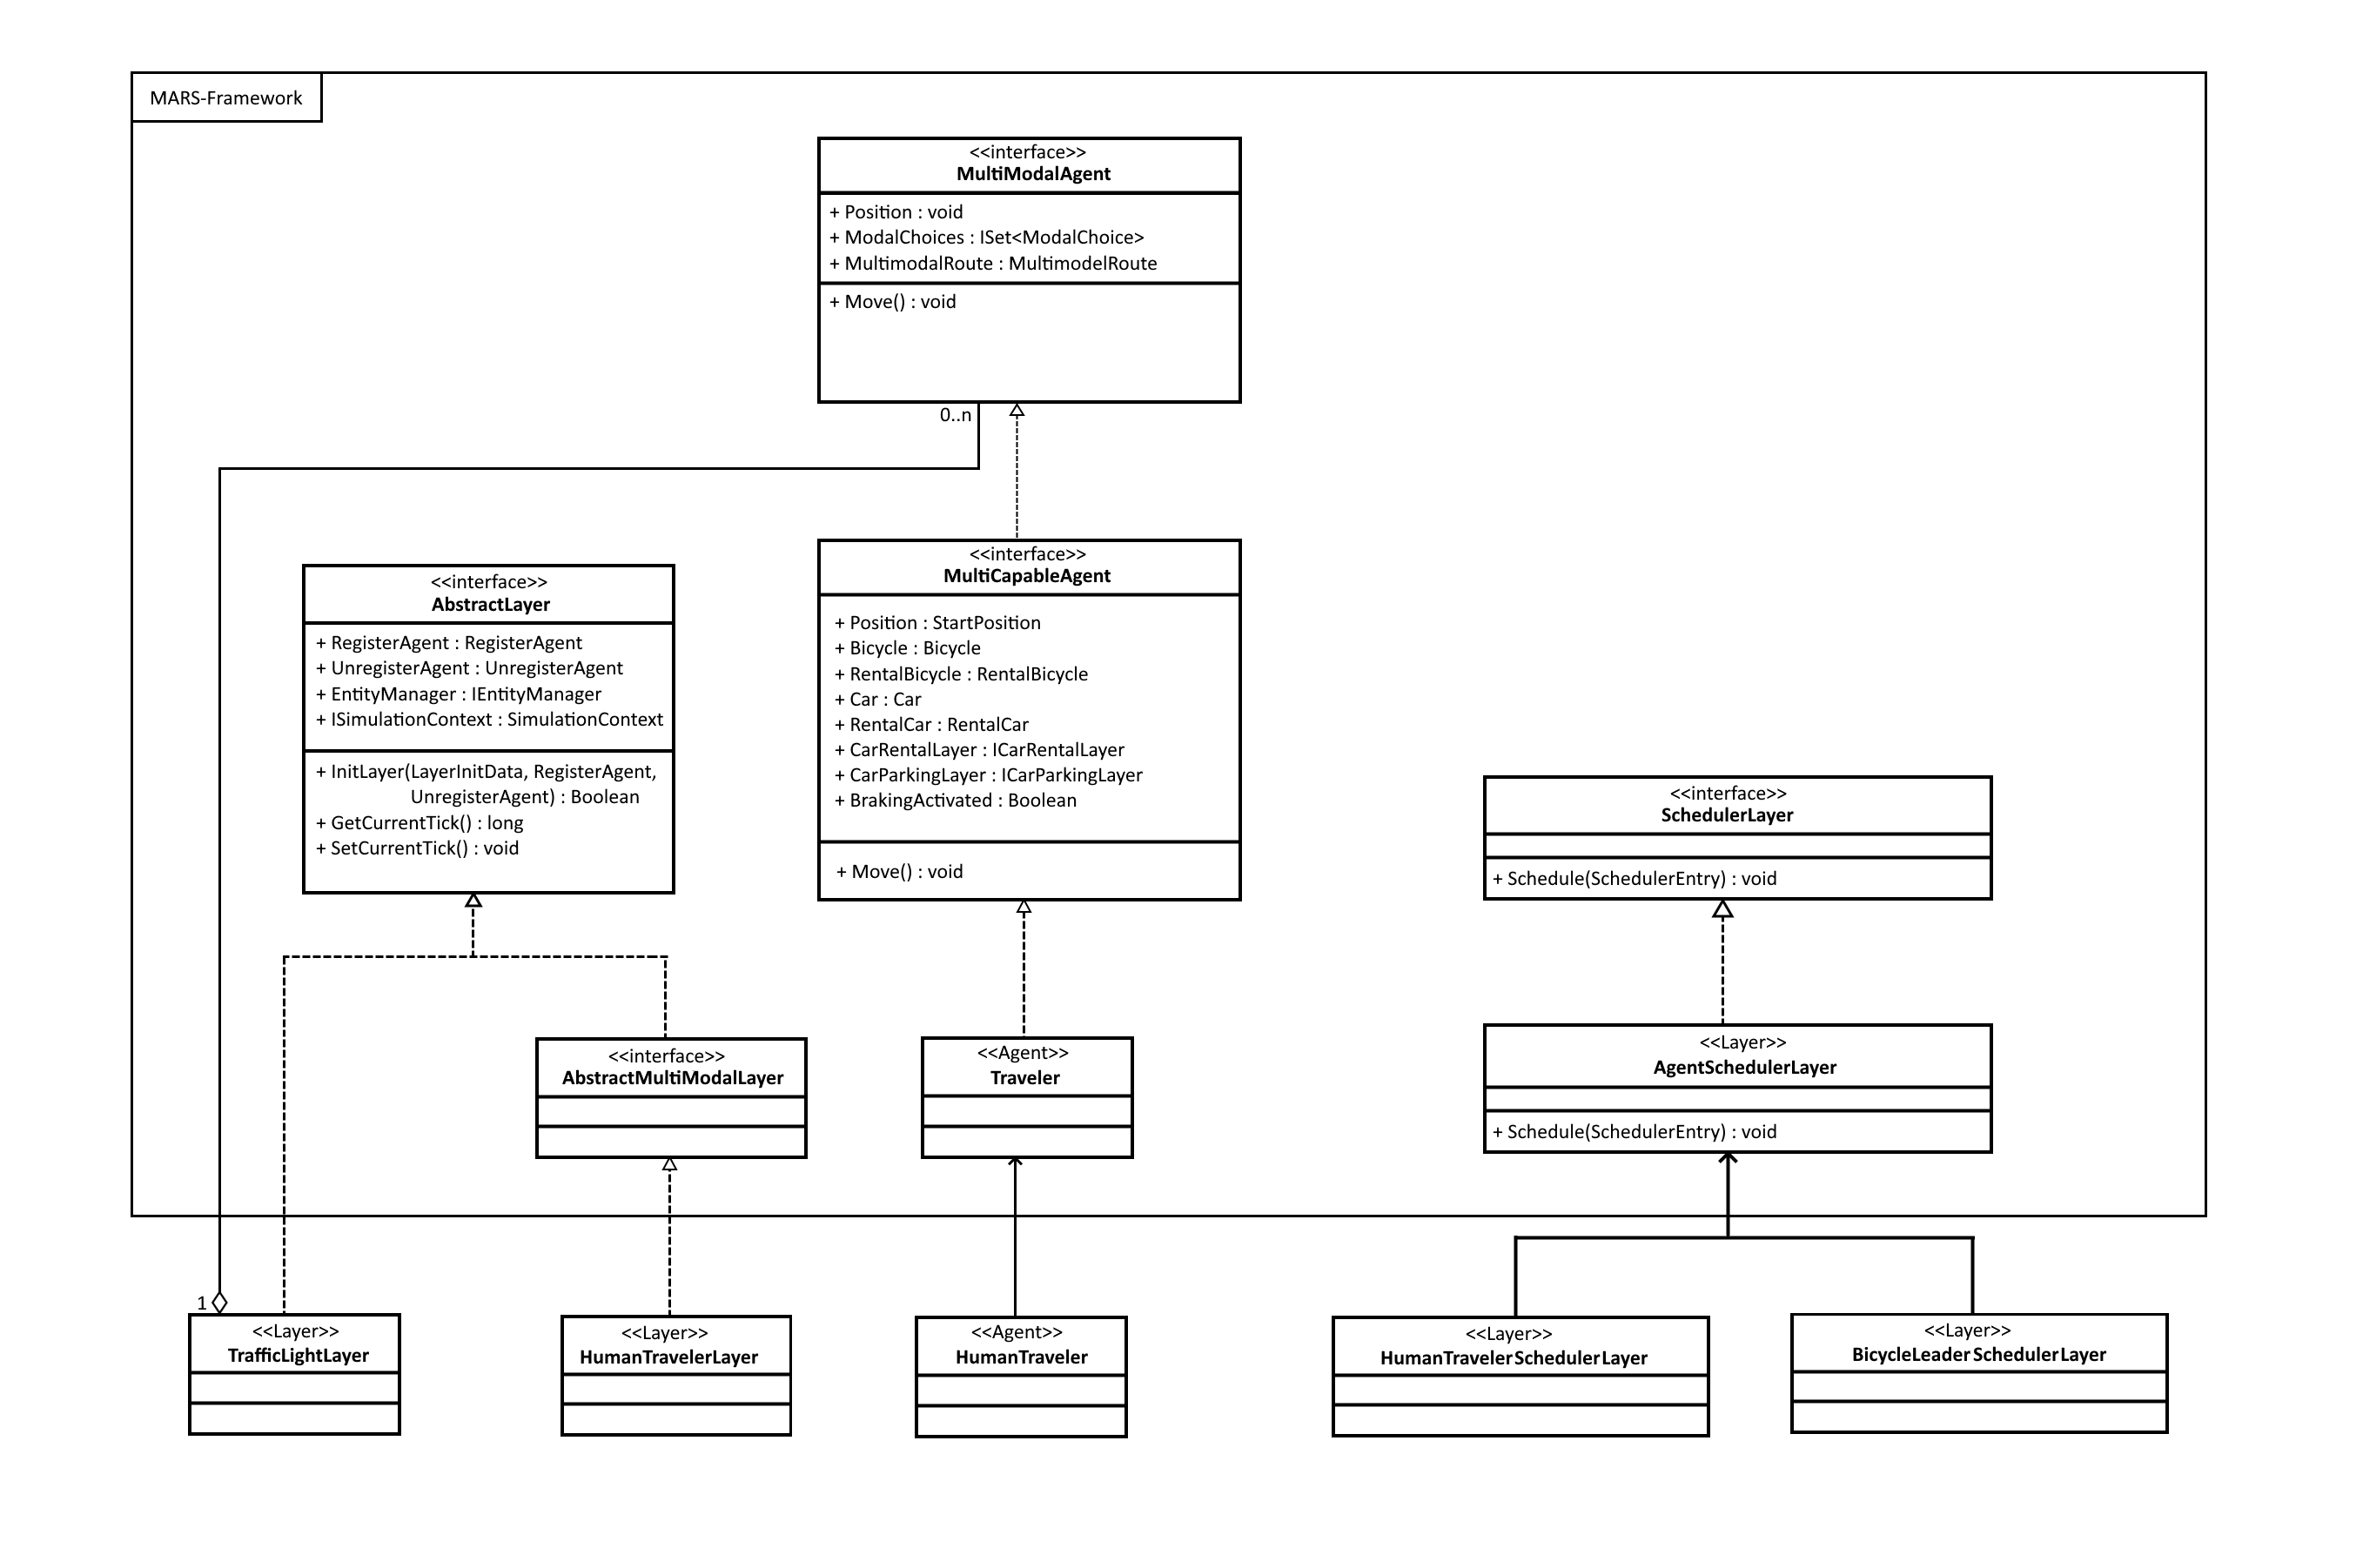 MARS-Framework
<<interface>>
MultiModalAgent
+ Position : void
+ ModalChoices : ISet<ModalChoice>
+ MultimodalRoute : MultimodelRoute
+ Move() : void
0..n
<<interface>>
AbstractLayer
+ RegisterAgent : RegisterAgent
+ UnregisterAgent : UnregisterAgent
+ EntityManager : IEntityManager
+ ISimulationContext : SimulationContext
+ InitLayer(LayerInitData, RegisterAgent,
UnregisterAgent) : Boolean
+ GetCurrentTick() : long
+ SetCurrentTick() : void
<<interface>>
MultiCapableAgent
+ Position : StartPosition
+ Bicycle : Bicycle
+ RentalBicycle : RentalBicycle
+ Car : Car
+ RentalCar : RentalCar
+ CarRentalLayer : ICarRentalLayer
+ CarParkingLayer : ICarParkingLayer
+ BrakingActivated : Boolean
+ Move() : void
<<interface>>
SchedulerLayer
+ Schedule(SchedulerEntry) : void
<<interface>>
AbstractMultiModalLayer
<<Agent>>
Traveler
<<Layer>>
AgentSchedulerLayer
+ Schedule(SchedulerEntry) : void
1
<<Layer>>
TrafficLightLayer
<<Layer>>
HumanTravelerLayer
<<Agent>>
HumanTraveler
<<Layer>>
HumanTravelerSchedulerLayer
<<Layer>>
BicycleLeaderSchedulerLayer